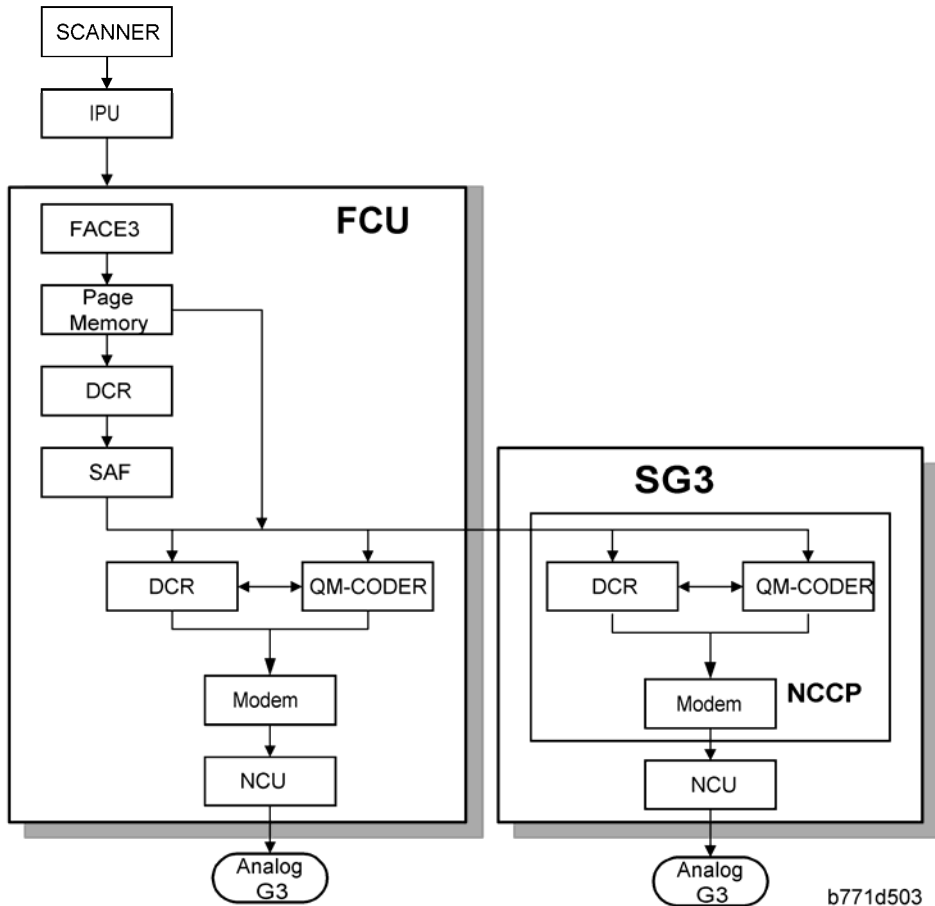 SCANNER
IPU
FCU
FACE3
Page
Memory
DCR
SAF
DCR
QM-CODER
Modem
NCU
Analog
G3
SG3
DCR
QM-CODER
Modem
NCCP
NCU
Analog
G3
b771d503